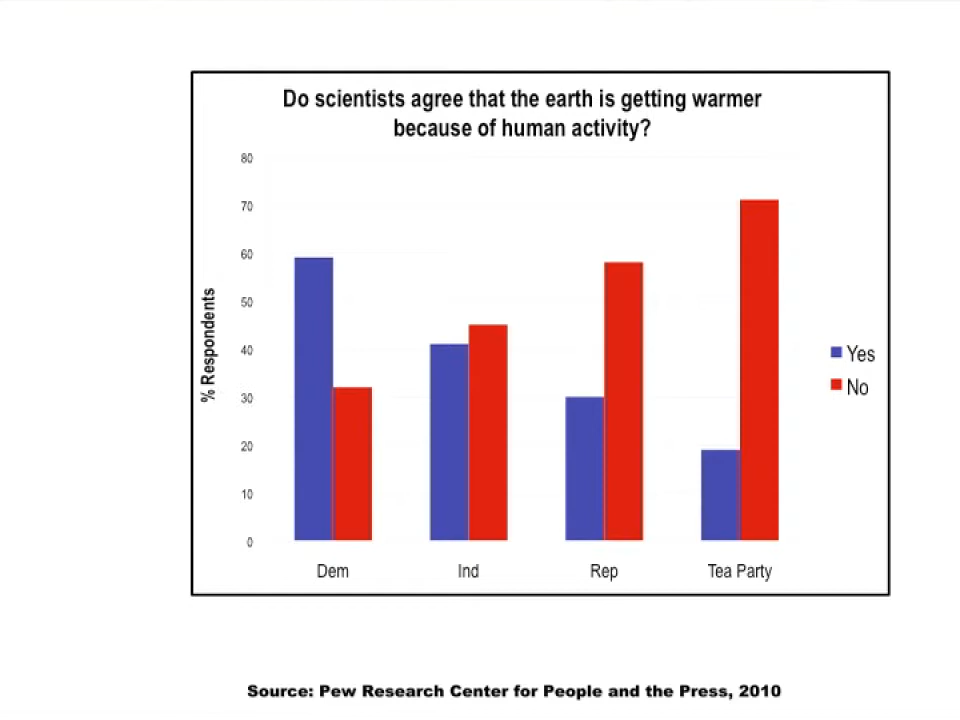 Do scientists agree that the earth is getting warmer
because of human activity?
80
70
60
50
40
30
20
10
0
% Respondents
Dem
Ind
Rep
Tea Party
Yes
No
Source: Pew Research Center for People and the Press, 2010